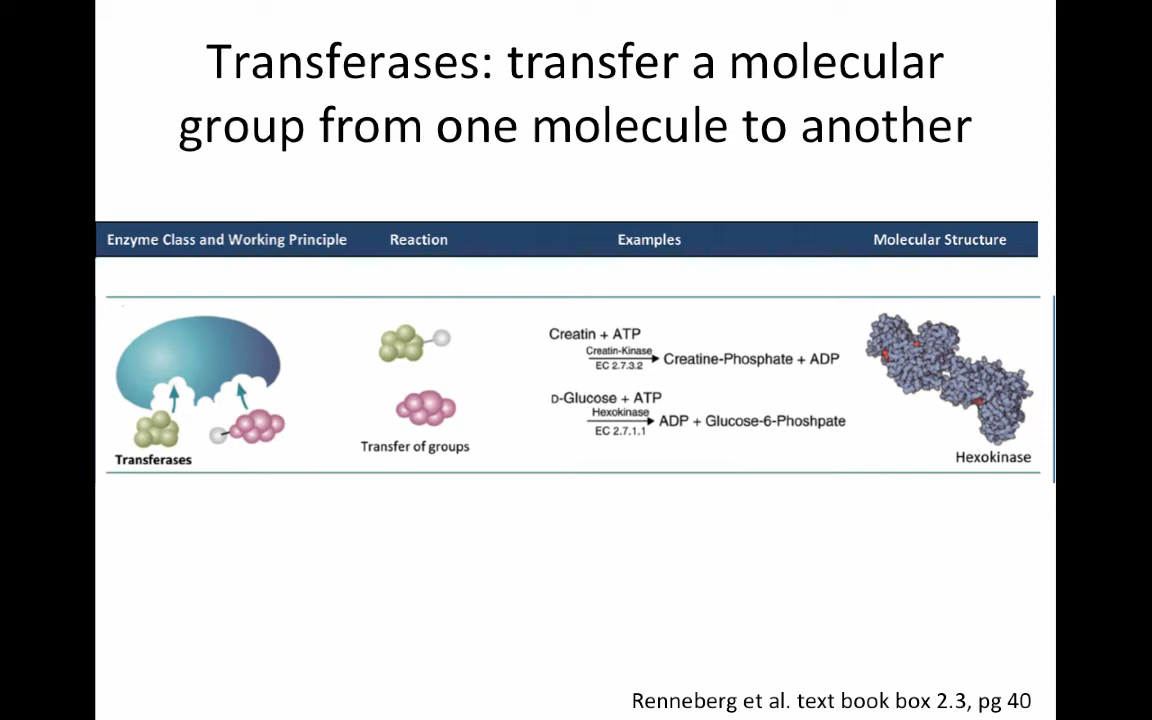 Transferases: transfer a molecular
group from one molecule to another
Enzyme Class and Working Principle Reaction Examples Molecular Structure
Transferases
Transfer of groups
Creatin + ATP
Creatin-Kinase
EC 2.7.3.2
Creatine-Phosphate + ADP
D-Glucose + ATP
Hexokinase
EC 2.7.1.1
ADP + Glucose-6-Phoshpate
Hexokinase
Renneberg et al. text book box 2.3, pg 40